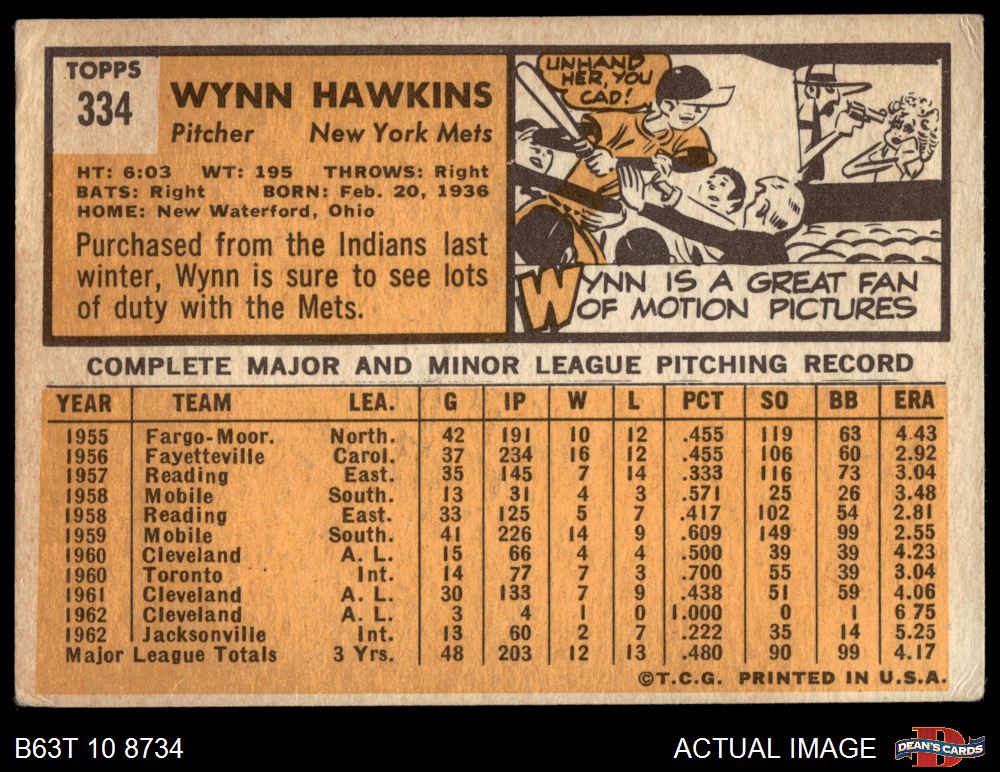 TOPPS
334
WYNN HAWKINS
Pitcher New York Mets
HT: 6:03 WT: 195 THROWS: Right
BATS: Right BORN: Feb. 20, 1936
HOME: New Waterford, Ohio
Purchased from the Indians last
winter, Wynn is sure to see lots
of duty with the Mets.
UNHAND
HER, YOU
CAD!
WYNN IS A GREAT FAN
OF MOTION PICTURES
COMPLETE MAJOR AND MINOR LEAGUE PITCHING RECORD
YEAR TEAM LEA. G IP W L PCT SO BB ERA
1955 Fargo-Moor. North. 42 191 10 12 .455 119 63 4.43
1956 Fayetteville Carol. 37 234 16 12 .455 106 60 2.92
1957 Reading East. 35 145 7 14 .333 116 73 3.04
1958 Mobile South. 13 31 4 3 .571 25 26 3.48
1958 Reading East. 33 125 5 7 .417 102 54 2.81
1959 Mobile South. 41 226 14 9 .609 149 99 2.55
1960 Cleveland A. L. 15 66 4 4 .500 39 39 4.23
1960 Toronto Int. 14 77 7 3 .700 55 39 3.04
1961 Cleveland A. L. 30 133 7 9 .438 51 59 4.06
1962 Cleveland A. L. 3 4 1 0 1.000 0 1 6 75
1962 Jacksonville Int. 13 60 2 7 .222 35 14 5.25
Major League Totals 3 Yrs. 48 203 12 13 .480 90 99 4.17
©T.C.G. PRINTED IN U.S.A.
B63T 10 8734
ACTUAL IMAGE
D
DEAN'S CARDS